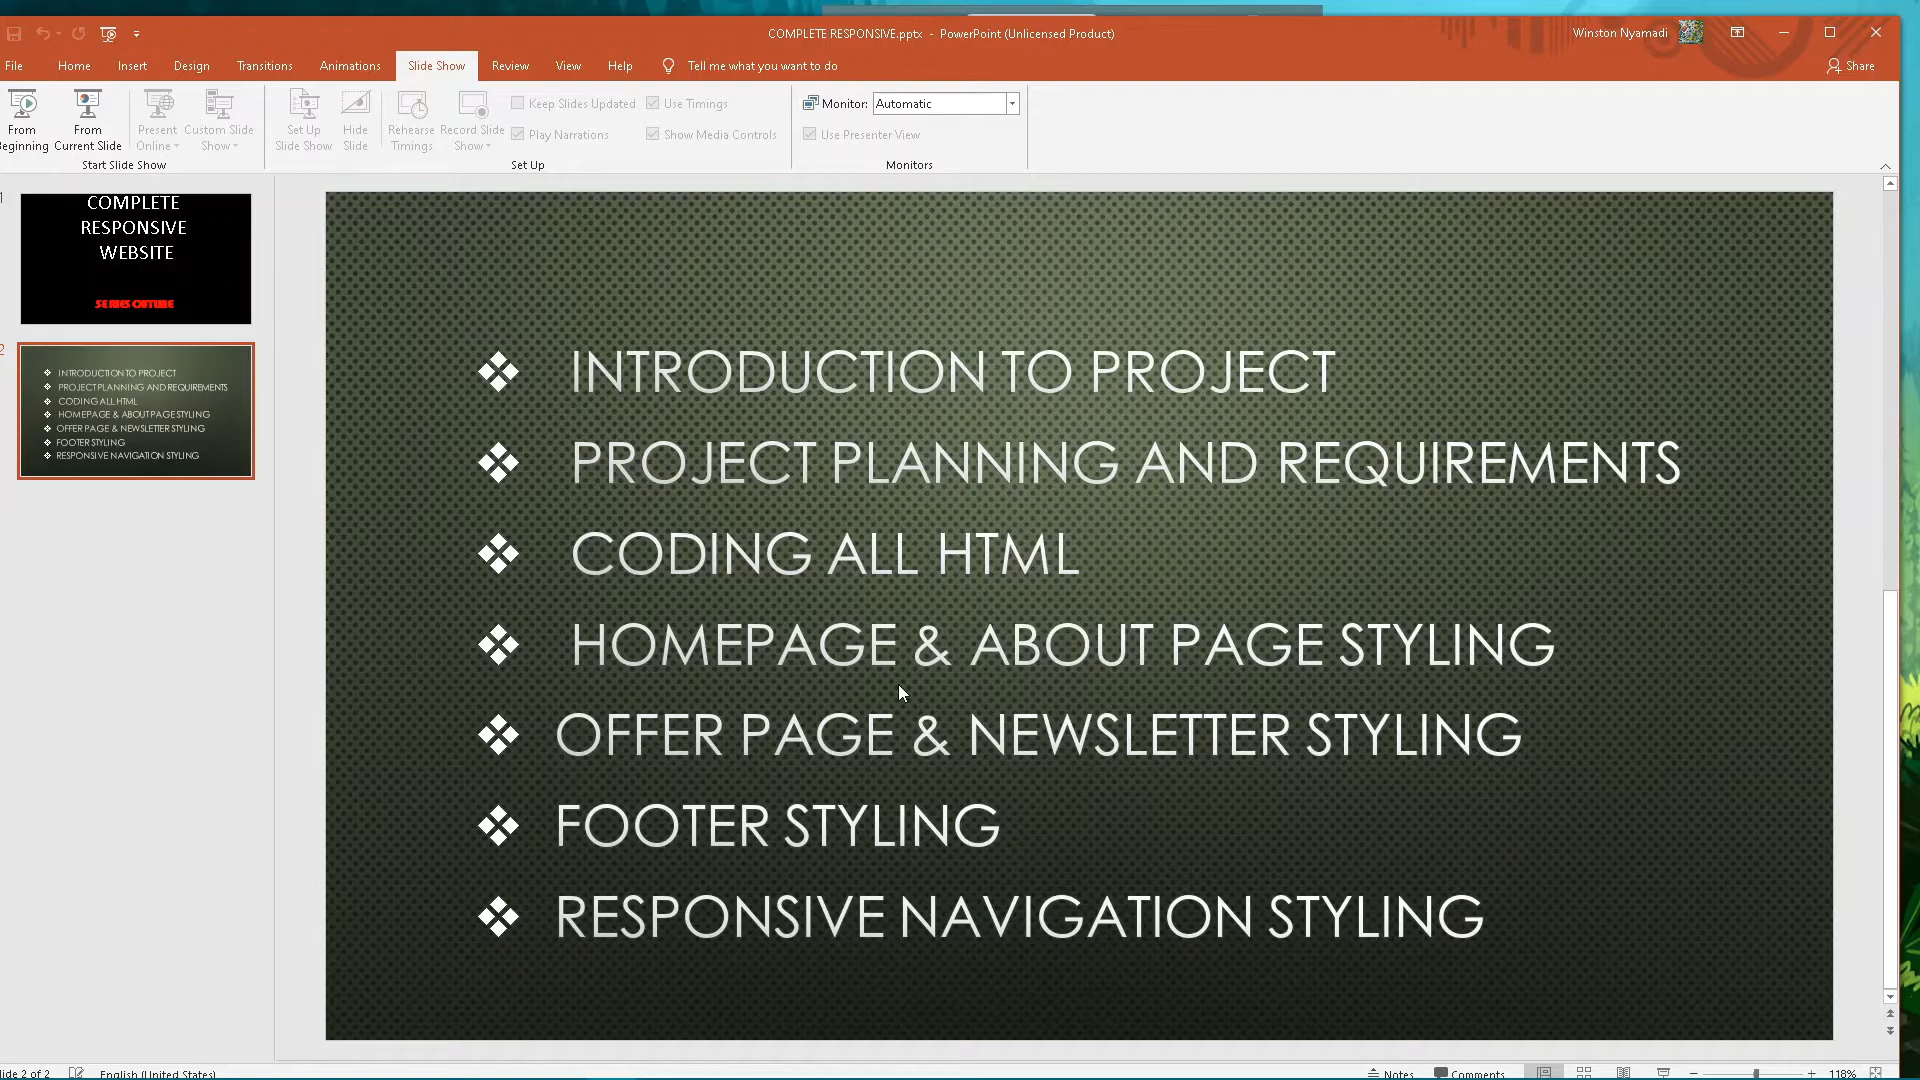 COMPLETE RESPONSIVE.pptx - PowerPoint (Unlicensed Product)
Winston Nyamadi
File Home Insert Design Transitions Animations Slide Show Review View Help Tell me what you want to do
Share
From Beginning
From Current Slide
Present Online
Custom Slide Show
Start Slide Show
Set Up Slide Show
Hide Slide
Rehearse Timings
Record Slide Show
Keep Slides Updated
Play Narrations
Use Timings
Show Media Controls
Set Up
Monitor: Automatic
Use Presenter View
Monitors
1
COMPLETE
RESPONSIVE
WEBSITE
SERIES OUTLINE
2
INTRODUCTION TO PROJECT
PROJECT PLANNING AND REQUIREMENTS
CODING ALL HTML
HOMEPAGE & ABOUT PAGE STYLING
OFFER PAGE & NEWSLETTER STYLING
FOOTER STYLING
RESPONSIVE NAVIGATION STYLING
❖ INTRODUCTION TO PROJECT
❖ PROJECT PLANNING AND REQUIREMENTS
❖ CODING ALL HTML
❖ HOMEPAGE & ABOUT PAGE STYLING
❖ OFFER PAGE & NEWSLETTER STYLING
❖ FOOTER STYLING
❖ RESPONSIVE NAVIGATION STYLING
lide 2 of 2 English (United States) Notes Comments 118%